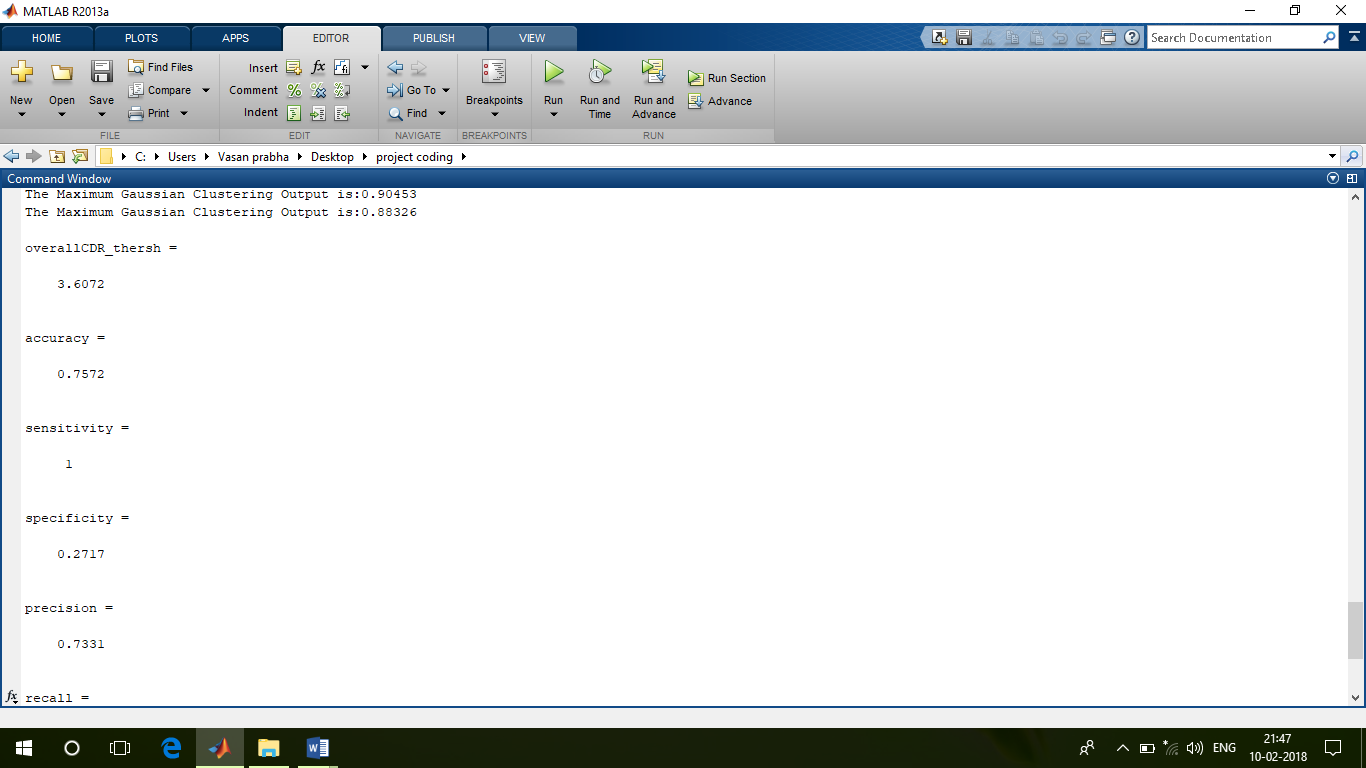 MATLAB R2013a
HOME PLOTS APPS EDITOR PUBLISH VIEW
Search Documentation
New Open Save Find Files Compare Print
Insert fx Comment Indent
Go To Find
Breakpoints
Run Run and Time Run and Advance Run Section Advance
FILE EDIT NAVIGATE BREAKPOINTS RUN
C: Users Vasan prabha Desktop project coding
Command Window
The Maximum Gaussian Clustering Output is:0.90453
The Maximum Gaussian Clustering Output is:0.88326
overallCDR_thersh =
3.6072
accuracy =
0.7572
sensitivity =
1
specificity =
0.2717
precision =
0.7331
fx recall =
ENG
21:47
10-02-2018